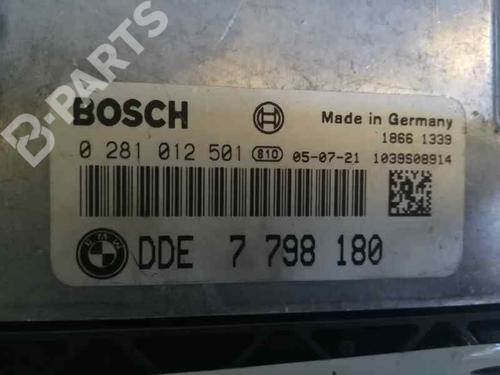 B-PARTS
BOSCH
Made in Germany
1866 1339
0 281 012 501 810 05-07-21 1039S08914
BMW DDE 7 798 180